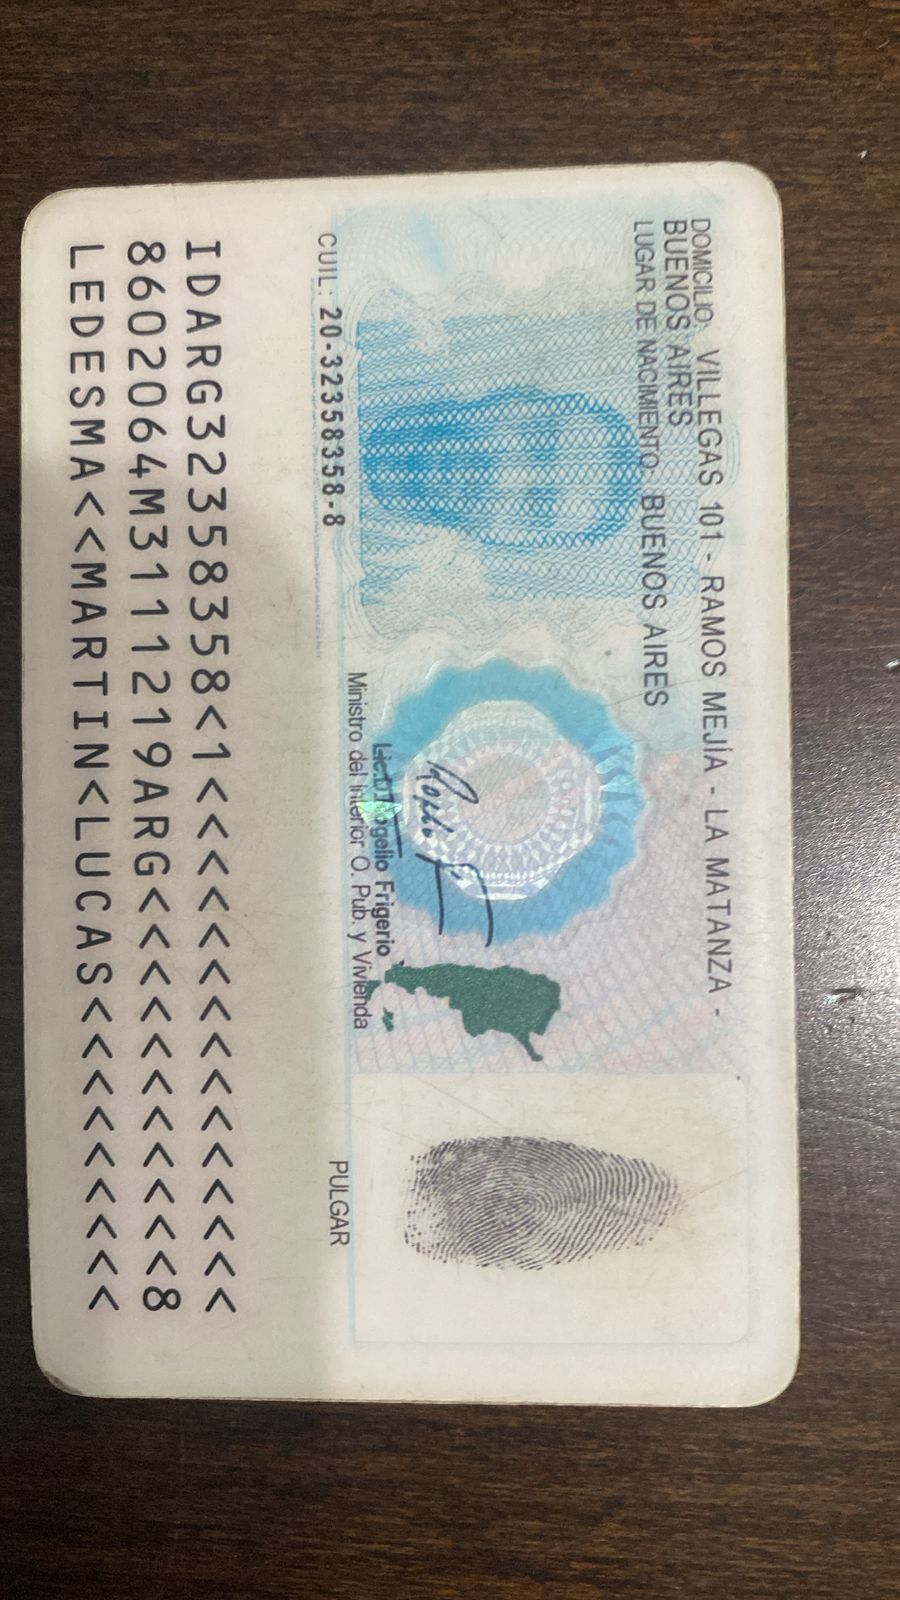 DOMICILIO: VILLEGAS 101 - RAMOS MEJÍA - LA MATANZA -
BUENOS AIRES
LUGAR DE NACIMIENTO: BUENOS AIRES
Rogelio Frigerio
Ministro del Interior O. Pub. y Vivienda
CUIL: 20-32358358-8
PULGAR
IDARG32358358<1<<<<<<<<<<<<<<<
8602064M3111219ARG<<<<<<<<<<<8
LEDESMA<<MARTIN<LUCAS<<<<<<<<<